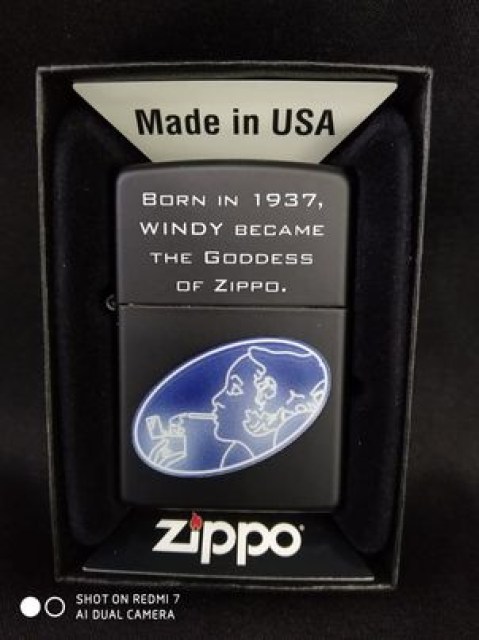 Made in USA
BORN IN 1937,
WINDY BECAME
THE GODDESS
OF ZIPPO.
zippo
SHOT ON REDMI 7
AI DUAL CAMERA